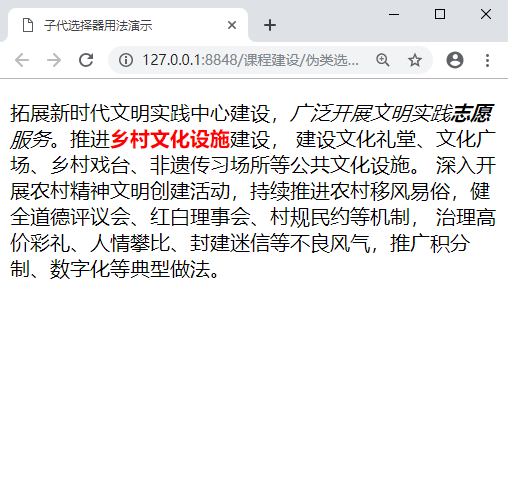 子代选择器用法演示
127.0.0.1:8848/课程建设/伪类选...
拓展新时代文明实践中心建设，广泛开展文明实践志愿
服务。推进乡村文化设施建设， 建设文化礼堂、文化广
场、乡村戏台、非遗传习场所等公共文化设施。 深入开
展农村精神文明创建活动，持续推进农村移风易俗，健
全道德评议会、红白理事会、村规民约等机制， 治理高
价彩礼、人情攀比、封建迷信等不良风气，推广积分
制、数字化等典型做法。